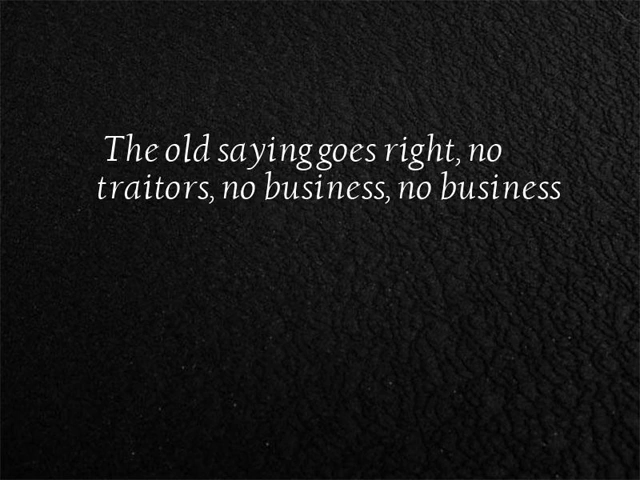 The old saying goes right, no
traitors, no business, no business